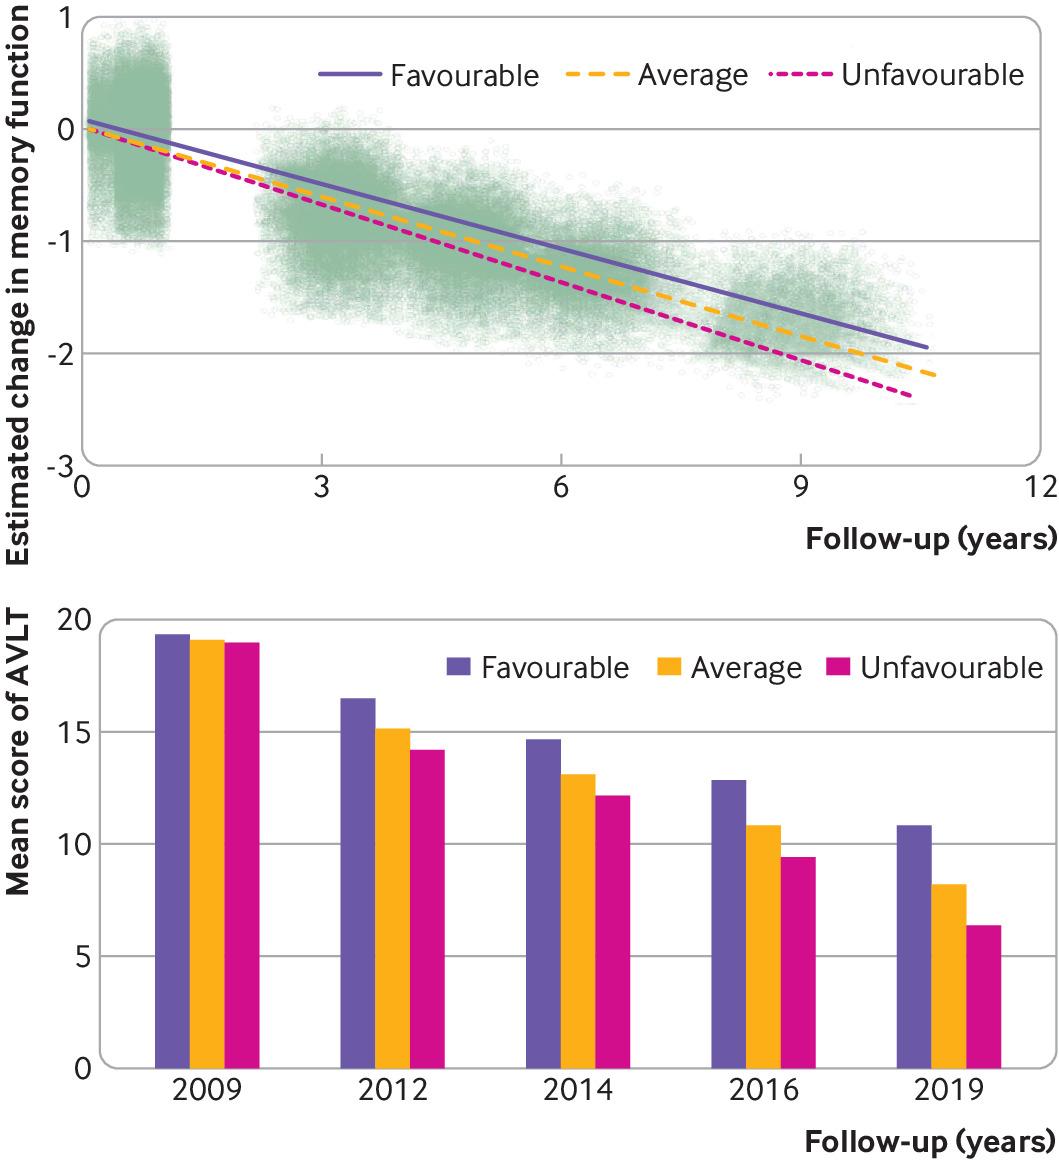 Estimated change in memory function
1
0
-1
-2
-3
Favourable Average Unfavourable
0 3 6 9 12
Follow-up (years)
Mean score of AVLT
20
15
10
5
0
Favourable Average Unfavourable
2009 2012 2014 2016 2019
Follow-up (years)